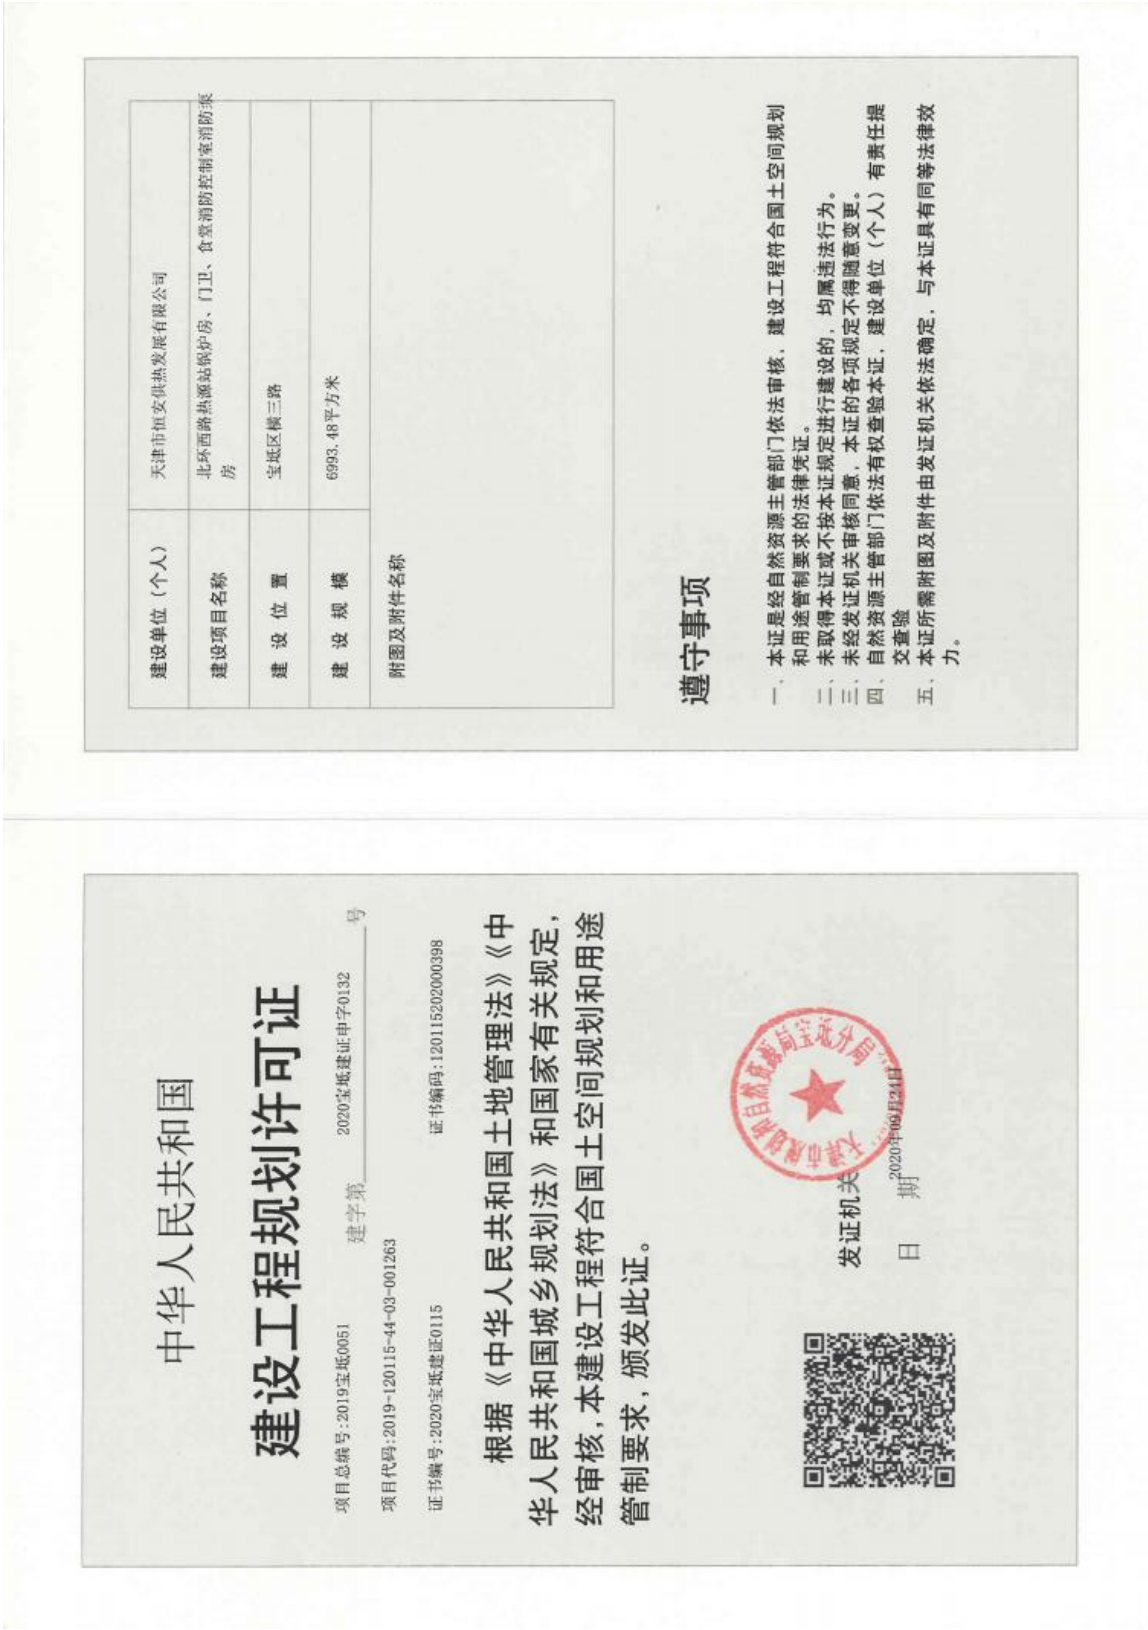 中华人民共和国
建设工程规划许可证
项目总编号:2019宝坻0051
建字第 2020宝坻建证申字0132 号
项目代码:2019-120115-44-03-001263
证书编号:2020宝坻建证0115 证书编码:120115202000398
根据《中华人民共和国土地管理法》《中
华人民共和国城乡规划法》和国家有关规定,
经审核,本建设工程符合国土空间规划和用途
管制要求,颁发此证。
天津市规划和自然资源局宝坻分局
发证机关
日 期
2020年09月24日
建设单位（个人） 天津市恒安供热发展有限公司
建设项目名称 北环西路热源站锅炉房、门卫、食堂消防控制室消防泵
房
建设位置 宝坻区横三路
建设规模 6993.48平方米
附图及附件名称
遵守事项
一、本证是经自然资源主管部门依法审核，建设工程符合国土空间规划
和用途管制要求的法律凭证。
二、未取得本证或不按本证规定进行建设的，均属违法行为。
三、未经发证机关审核同意，本证的各项规定不得随意变更。
四、自然资源主管部门依法有权查验本证，建设单位（个人）有责任提
交查验
五、本证所需附图及附件由发证机关依法确定，与本证具有同等法律效
力。